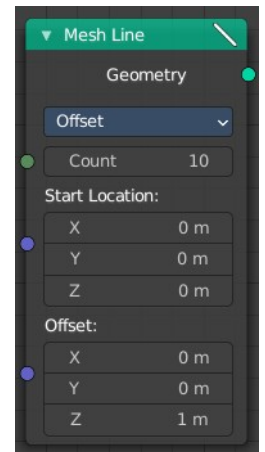 Mesh Line
Geometry
Offset
Count 10
Start Location:
X 0 m
Y 0 m
Z 0 m
Offset:
X 0 m
Y 0 m
Z 1 m